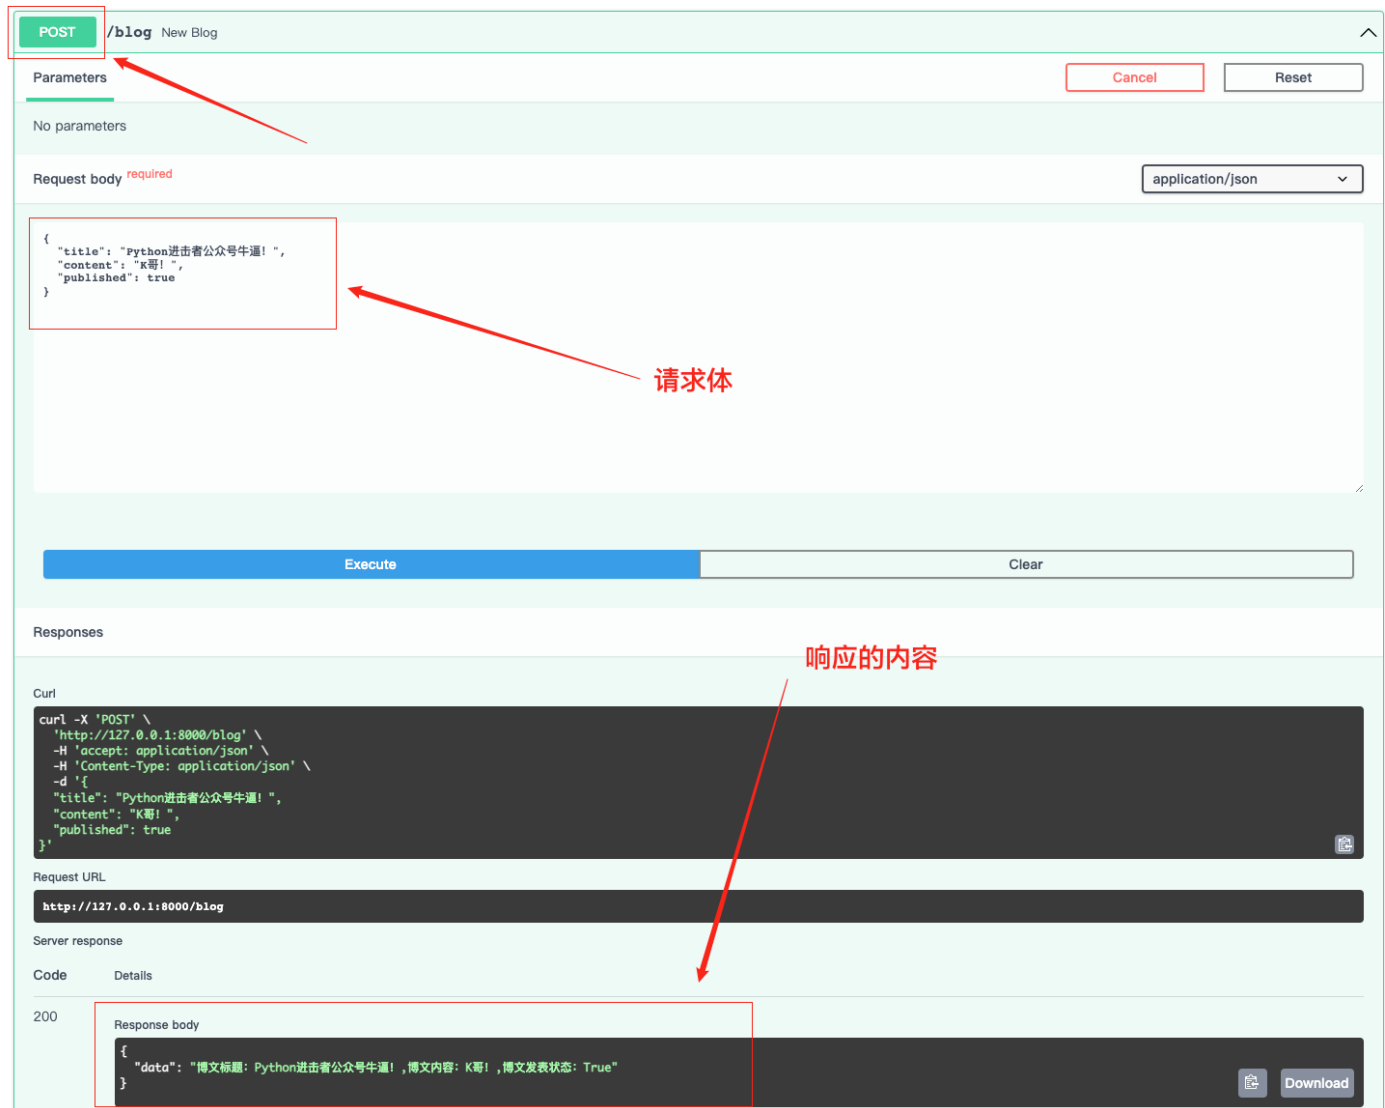 POST /blog New Blog
Parameters
Cancel
Reset
No parameters
Request body required
application/json
{
"title": "Python进击者公众号牛逼！",
"content": "K哥！",
"published": true
}
请求体
Execute
Clear
Responses
响应的内容
Curl
curl -X 'POST' \
'http://127.0.0.1:8000/blog' \
-H 'accept: application/json' \
-H 'Content-Type: application/json' \
-d '{
"title": "Python进击者公众号牛逼！",
"content": "K哥！",
"published": true
}'
Request URL
http://127.0.0.1:8000/blog
Server response
Code
Details
200
Response body
{
"data": "博文标题：Python进击者公众号牛逼！,博文内容：K哥！,博文发表状态：True"
}
Download